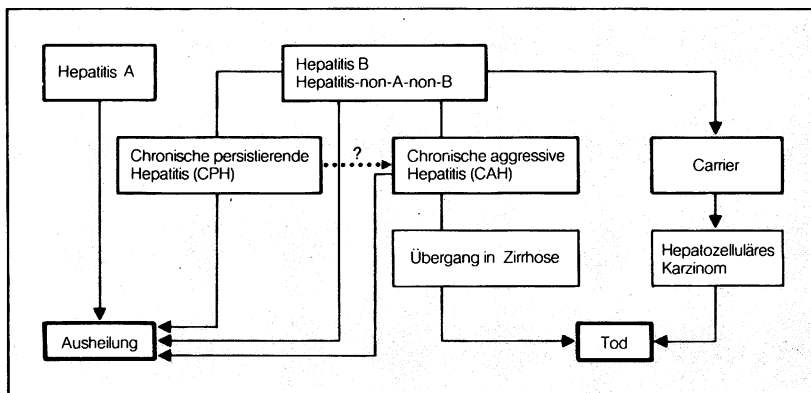 Hepatitis A
Hepatitis B
Hepatitis-non-A-non-B
Chronische persistierende
Hepatitis (CPH)
?
Chronische aggressive
Hepatitis (CAH)
Carrier
Übergang in Zirrhose
Hepatozelluläres
Karzinom
Ausheilung
Tod